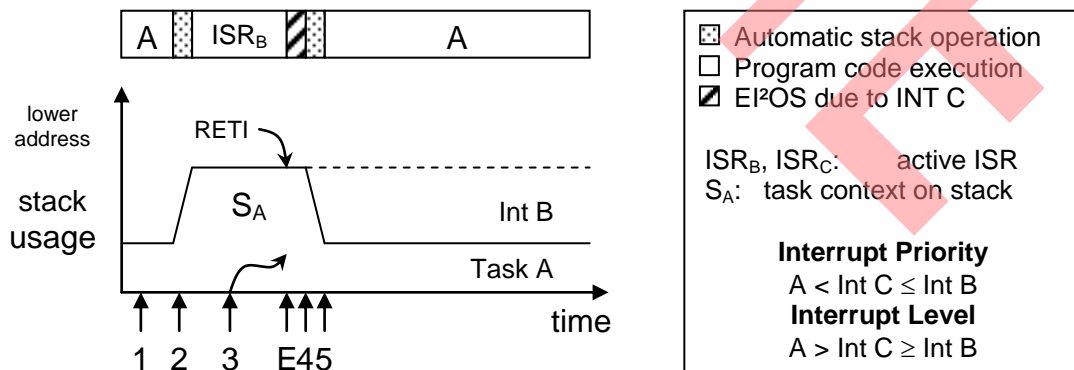 A ISR_B A
lower
address
RETI
stack
usage
S_A
Int B
Task A
time
1 2 3 E45
Automatic stack operation
Program code execution
EI²OS due to INT C
ISR_B, ISR_C: active ISR
S_A: task context on stack
Interrupt Priority
A < Int C ≤ Int B
Interrupt Level
A > Int C ≥ Int B